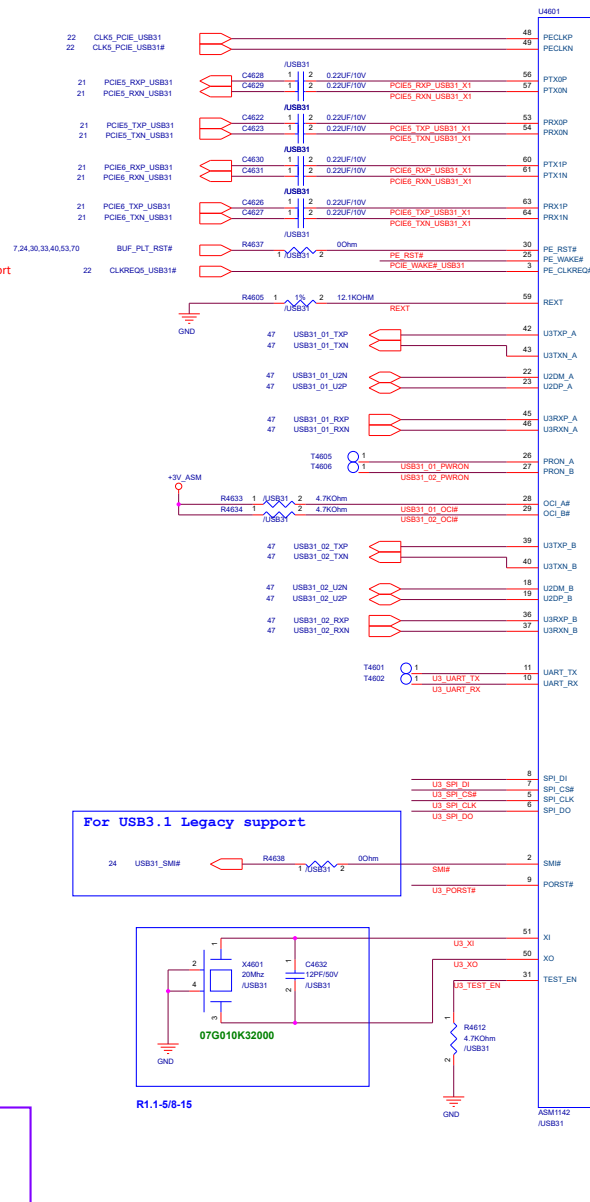 U4601
22 CLK5_PCIE_USB31 48 PECLKP
22 CLK5_PCIE_USB31# 49 PECLKN
/USB31
21 PCIE5_RXP_USB31 C4628 1 2 0.22UF/10V PCIE5_RXP_USB31_X1 56 PTX0P
21 PCIE5_RXN_USB31 C4629 1 2 0.22UF/10V PCIE5_RXN_USB31_X1 57 PTX0N
/USB31
/USB31
21 PCIE5_TXP_USB31 C4622 1 2 0.22UF/10V PCIE5_TXP_USB31_X1 53 PRX0P
21 PCIE5_TXN_USB31 C4623 1 2 0.22UF/10V PCIE5_TXN_USB31_X1 54 PRX0N
/USB31
21 PCIE6_RXP_USB31 C4630 1 2 0.22UF/10V PCIE6_RXP_USB31_X1 60 PTX1P
21 PCIE6_RXN_USB31 C4631 1 2 0.22UF/10V PCIE6_RXN_USB31_X1 61 PTX1N
/USB31
21 PCIE6_TXP_USB31 C4626 1 2 0.22UF/10V PCIE6_TXP_USB31_X1 63 PRX1P
21 PCIE6_TXN_USB31 C4627 1 2 0.22UF/10V PCIE6_TXN_USB31_X1 64 PRX1N
/USB31
7,24,30,33,40,53,70 BUF_PLT_RST# R4637 1 /USB31 2 0Ohm PE_RST# 30 PE_RST#
PCIE_WAKE#_USB31 25 PE_WAKE#
ort 22 CLKREQ5_USB31# 3 PE_CLKREQ#
R4605 1 1% 2 12.1KOHM REXT 59 REXT
/USB31
GND
47 USB31_01_TXP 42 U3TXP_A
47 USB31_01_TXN 43 U3TXN_A
47 USB31_01_U2N 22 U2DM_A
47 USB31_01_U2P 23 U2DP_A
47 USB31_01_RXP 45 U3RXP_A
47 USB31_01_RXN 46 U3RXN_A
T4605 1 USB31_01_PWRON 26 PRON_A
T4606 1 USB31_02_PWRON 27 PRON_B
+3V_ASM
R4633 1 /USB31 2 4.7KOhm USB31_01_OCI# 28 OCI_A#
R4634 1 /USB31 2 4.7KOhm USB31_02_OCI# 29 OCI_B#
47 USB31_02_TXP 39 U3TXP_B
47 USB31_02_TXN 40 U3TXN_B
47 USB31_02_U2N 18 U2DM_B
47 USB31_02_U2P 19 U2DP_B
47 USB31_02_RXP 36 U3RXP_B
47 USB31_02_RXN 37 U3RXN_B
T4601 1 U3_UART_TX 11 UART_TX
T4602 1 U3_UART_RX 10 UART_RX
U3_SPI_DI 8 SPI_DI
U3_SPI_CS# 7 SPI_CS#
U3_SPI_CLK 5 SPI_CLK
U3_SPI_DO 6 SPI_DO
For USB3.1 Legacy support
24 USB31_SMI# R4638 1 /USB31 2 0Ohm SMI# 2 SMI#
U3_PORST# 9 PORST#
U3_XI 51 XI
U3_XO 50 XO
U3_TEST_EN 31 TEST_EN
1 2 4 3 X4601
20Mhz
/USB31
1 2 C4632
12PF/50V
/USB31
07G010K32000
GND
1 2 R4612
4.7KOhm
/USB31
GND
R1.1-5/8-15
ASM1142
/USB31